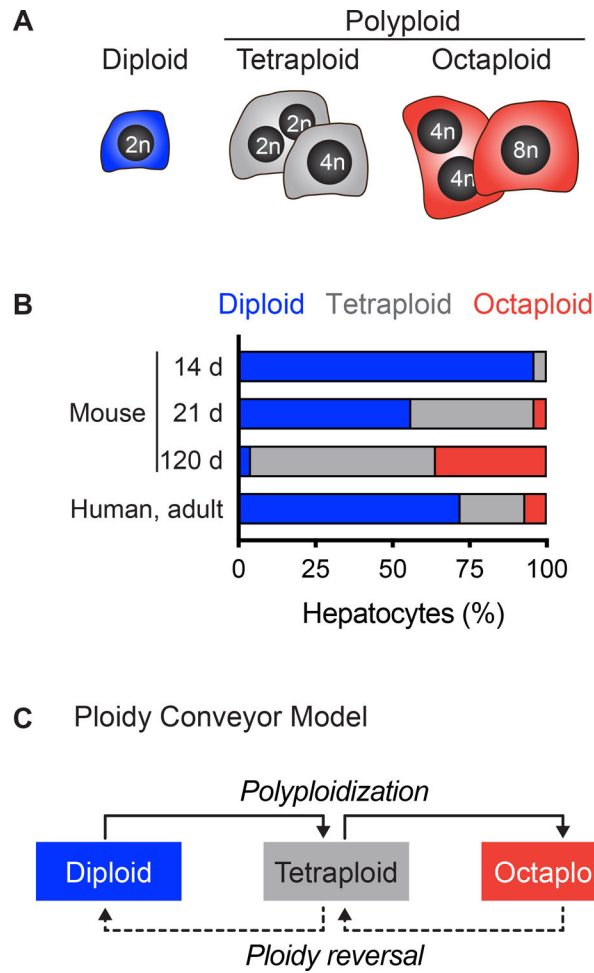 A
Polyploid
Diploid Tetraploid Octaploid
2n 2n 2n 4n 4n 4n 8n
B
Diploid Tetraploid Octaploid
Mouse
14 d
21 d
120 d
Human, adult
0 25 50 75 100
Hepatocytes (%)
C Ploidy Conveyor Model
Polyploidization
Diploid Tetraploid Octaplo
Ploidy reversal